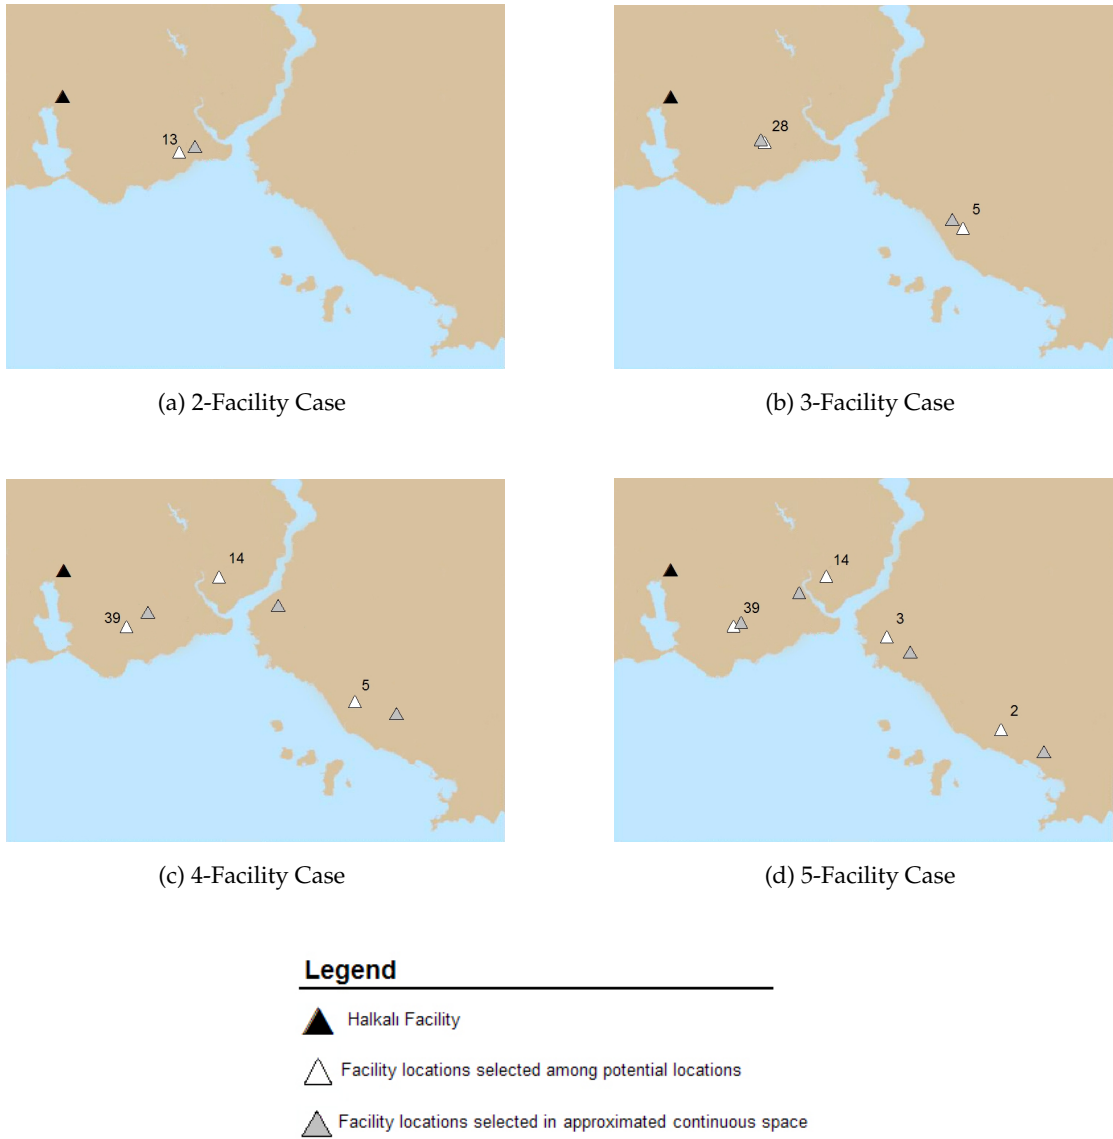 13
28
5
(a) 2-Facility Case
(b) 3-Facility Case
14
39
5
14
39
3
2
(c) 4-Facility Case
(d) 5-Facility Case
Legend
Halkalı Facility
Facility locations selected among potential locations
Facility locations selected in approximated continuous space